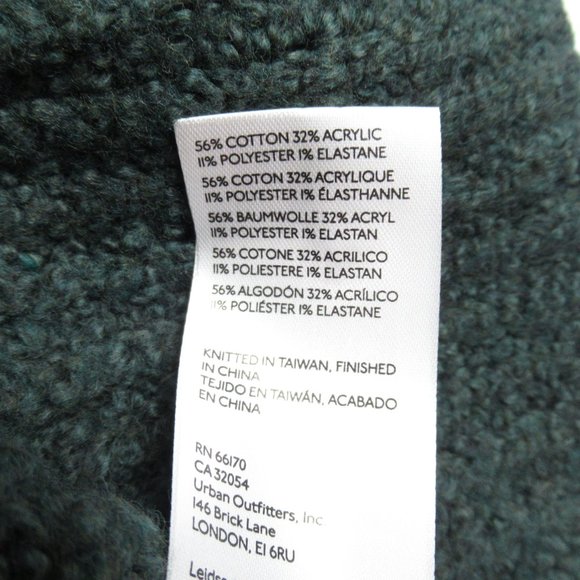 56% COTTON 32% ACRYLIC
11% POLYESTER 1% ELASTANE
56% COTON 32% ACRYLIQUE
11% POLYESTER 1% ÉLASTHANNE
56% BAUMWOLLE 32% ACRYL
11% POLYESTER 1% ELASTAN
56% COTONE 32% ACRILICO
11% POLIESTERE 1% ELASTAN
56% ALGODÓN 32% ACRÍLICO
11% POLIÉSTER 1% ELASTANE
KNITTED IN TAIWAN, FINISHED
IN CHINA
TEJIDO EN TAIWÁN, ACABADO
EN CHINA
RN 66170
CA 32054
Urban Outfitters, Inc
146 Brick Lane
LONDON, E1 6RU